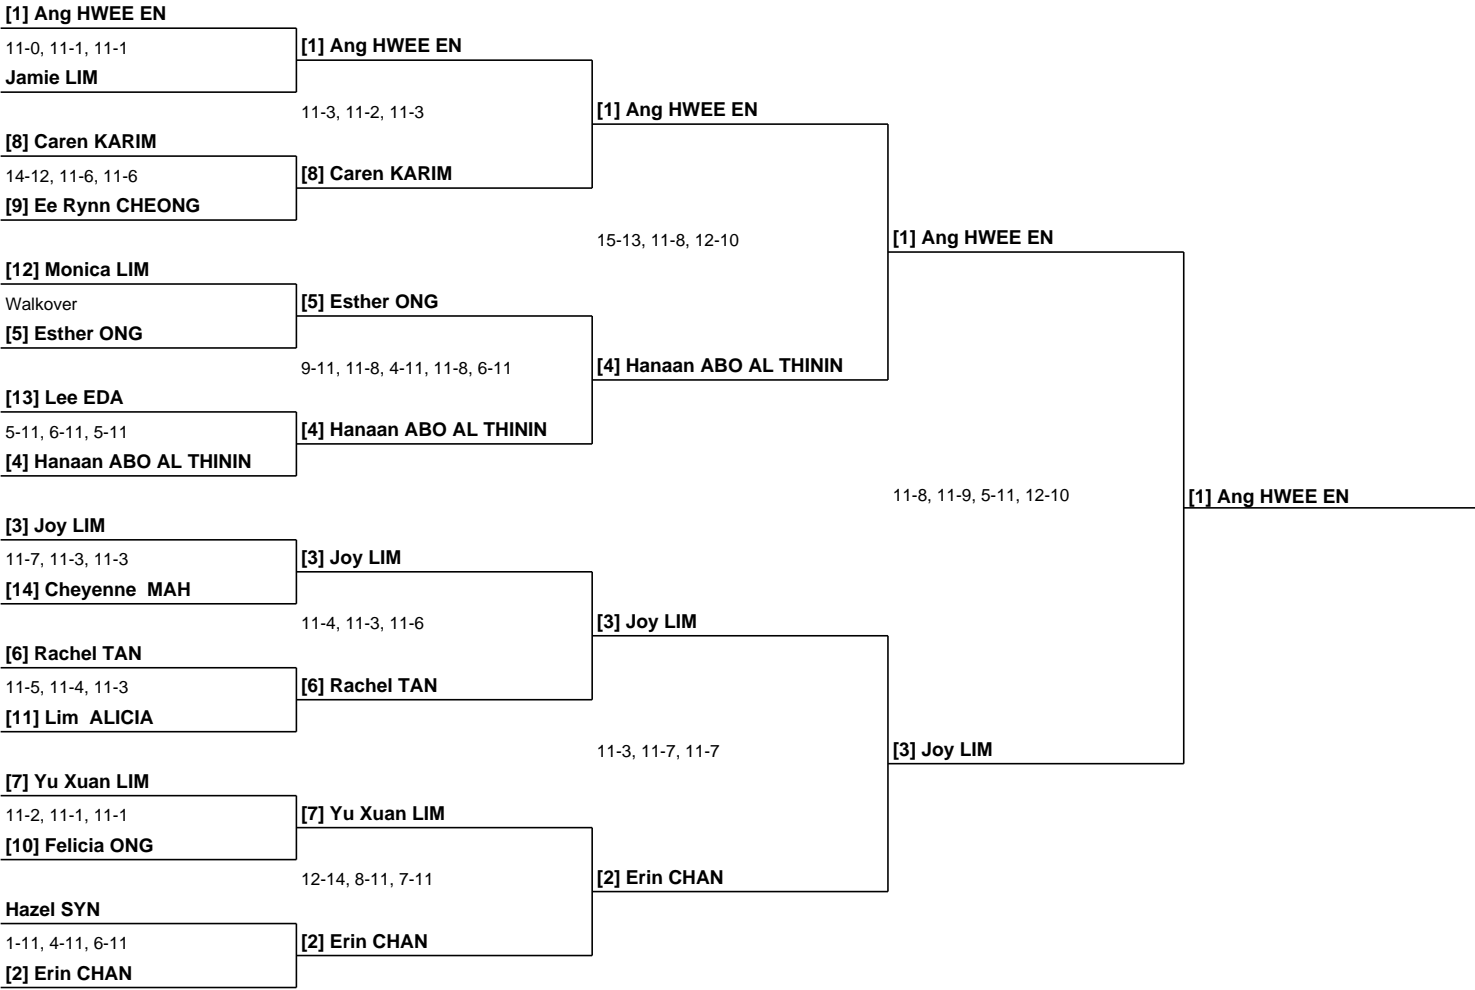 [1] Ang HWEE EN
11-0, 11-1, 11-1
Jamie LIM
[8] Caren KARIM
14-12, 11-6, 11-6
[9] Ee Rynn CHEONG
[12] Monica LIM
Walkover
[5] Esther ONG
[13] Lee EDA
5-11, 6-11, 5-11
[4] Hanaan ABO AL THININ
[3] Joy LIM
11-7, 11-3, 11-3
[14] Cheyenne  MAH
[6] Rachel TAN
11-5, 11-4, 11-3
[11] Lim  ALICIA
[7] Yu Xuan LIM
11-2, 11-1, 11-1
[10] Felicia ONG
Hazel SYN
1-11, 4-11, 6-11
[2] Erin CHAN
[1] Ang HWEE EN
11-3, 11-2, 11-3
[8] Caren KARIM
[5] Esther ONG
9-11, 11-8, 4-11, 11-8, 6-11
[4] Hanaan ABO AL THININ
[3] Joy LIM
11-4, 11-3, 11-6
[6] Rachel TAN
[7] Yu Xuan LIM
12-14, 8-11, 7-11
[2] Erin CHAN
[1] Ang HWEE EN
15-13, 11-8, 12-10
[4] Hanaan ABO AL THININ
[3] Joy LIM
11-3, 11-7, 11-7
[2] Erin CHAN
[1] Ang HWEE EN
11-8, 11-9, 5-11, 12-10
[3] Joy LIM
[1] Ang HWEE EN